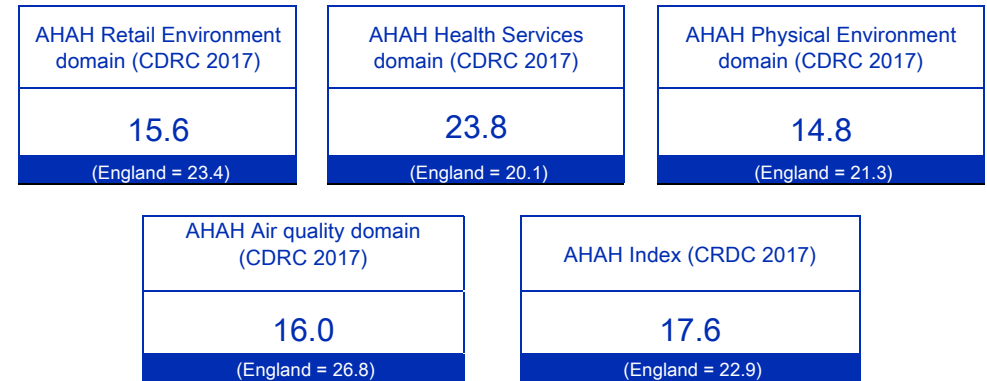 AHAH Retail Environment
domain (CDRC 2017)
15.6
(England = 23.4)
AHAH Health Services
domain (CDRC 2017)
23.8
(England = 20.1)
AHAH Physical Environment
domain (CDRC 2017)
14.8
(England = 21.3)
AHAH Air quality domain
(CDRC 2017)
16.0
(England = 26.8)
AHAH Index (CRDC 2017)
17.6
(England = 22.9)